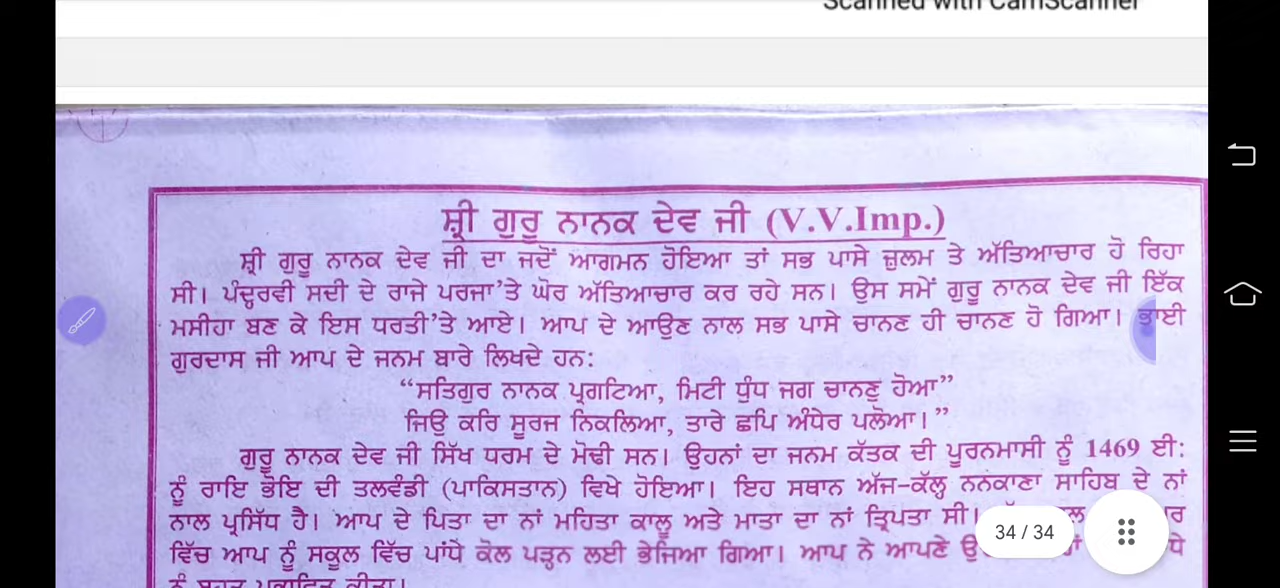 Scanned with CamScanner
ਸ਼੍ਰੀ ਗੁਰੂ ਨਾਨਕ ਦੇਵ ਜੀ (V.V.Imp.)
ਸ਼੍ਰੀ ਗੁਰੂ ਨਾਨਕ ਦੇਵ ਜੀ ਦਾ ਜਦੋਂ ਆਗਮਨ ਹੋਇਆ ਤਾਂ ਸਭ ਪਾਸੇ ਜ਼ੁਲਮ ਤੇ ਅੱਤਿਆਚਾਰ ਹੋ ਰਿਹਾ
ਸੀ। ਪੰਦ੍ਹਰਵੀ ਸਦੀ ਦੇ ਰਾਜੇ ਪਰਜਾ'ਤੇ ਘੋਰ ਅੱਤਿਆਚਾਰ ਕਰ ਰਹੇ ਸਨ। ਉਸ ਸਮੇਂ ਗੁਰੂ ਨਾਨਕ ਦੇਵ ਜੀ ਇੱਕ
ਮਸੀਹਾ ਬਣ ਕੇ ਇਸ ਧਰਤੀ'ਤੇ ਆਏ। ਆਪ ਦੇ ਆਉਣ ਨਾਲ ਸਭ ਪਾਸੇ ਚਾਨਣ ਹੀ ਚਾਨਣ ਹੋ ਗਿਆ। ਭਾਈ
ਗੁਰਦਾਸ ਜੀ ਆਪ ਦੇ ਜਨਮ ਬਾਰੇ ਲਿਖਦੇ ਹਨ:
“ਸਤਿਗੁਰ ਨਾਨਕ ਪ੍ਰਗਟਿਆ, ਮਿਟੀ ਧੁੰਧ ਜਗ ਚਾਨਣੁ ਹੋਆ”
ਜਿਉ ਕਰਿ ਸੂਰਜ ਨਿਕਲਿਆ, ਤਾਰੇ ਛਪਿ ਅੰਧੇਰ ਪਲੋਆ।”
ਗੁਰੂ ਨਾਨਕ ਦੇਵ ਜੀ ਸਿੱਖ ਧਰਮ ਦੇ ਮੋਢੀ ਸਨ। ਉਹਨਾਂ ਦਾ ਜਨਮ ਕੱਤਕ ਦੀ ਪੂਰਨਮਾਸੀ ਨੂੰ 1469 ਈ:
ਨੂੰ ਰਾਇ ਭੋਇ ਦੀ ਤਲਵੰਡੀ (ਪਾਕਿਸਤਾਨ) ਵਿਖੇ ਹੋਇਆ। ਇਹ ਸਥਾਨ ਅੱਜ-ਕੱਲ੍ਹ ਨਨਕਾਣਾ ਸਾਹਿਬ ਦੇ ਨਾਂ
ਨਾਲ ਪ੍ਰਸਿੱਧ ਹੈ। ਆਪ ਦੇ ਪਿਤਾ ਦਾ ਨਾਂ ਮਹਿਤਾ ਕਾਲੂ ਅਤੇ ਮਾਤਾ ਦਾ ਨਾਂ ਤ੍ਰਿਪਤਾ ਸੀ।
34 / 34
ਵਿੱਚ ਆਪ ਨੂੰ ਸਕੂਲ ਵਿੱਚ ਪਾਂਧੇ ਕੋਲ ਪੜ੍ਹਨ ਲਈ ਭੇਜਿਆ ਗਿਆ। ਆਪ ਨੇ ਆਪਣੇ